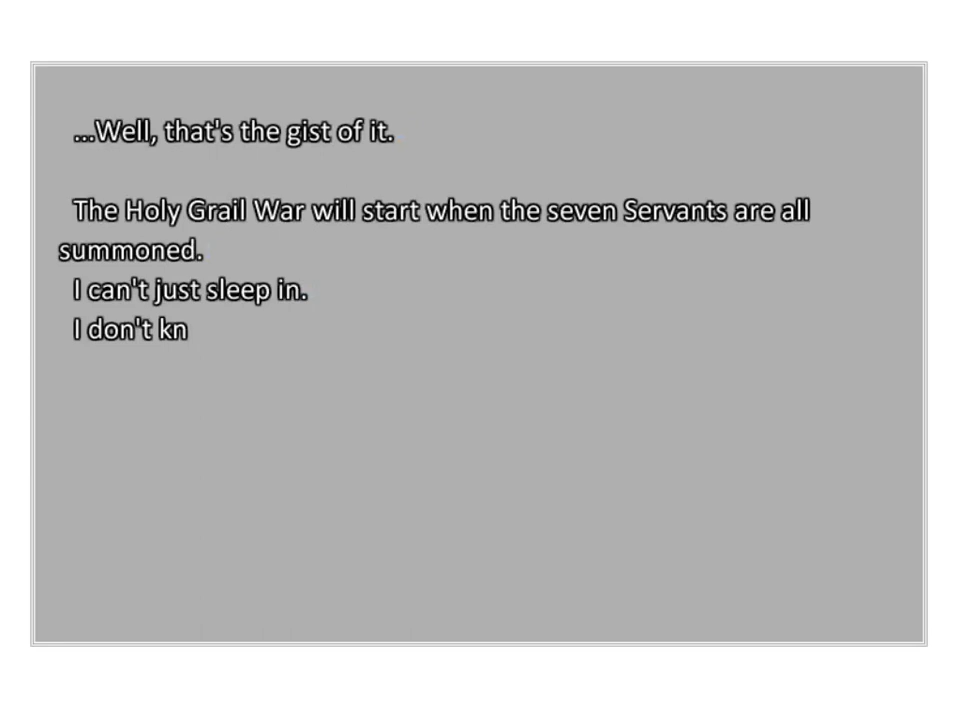 ...Well, that's the gist of it.
The Holy Grail War will start when the seven Servants are all
summoned.
I can't just sleep in.
I don't kn